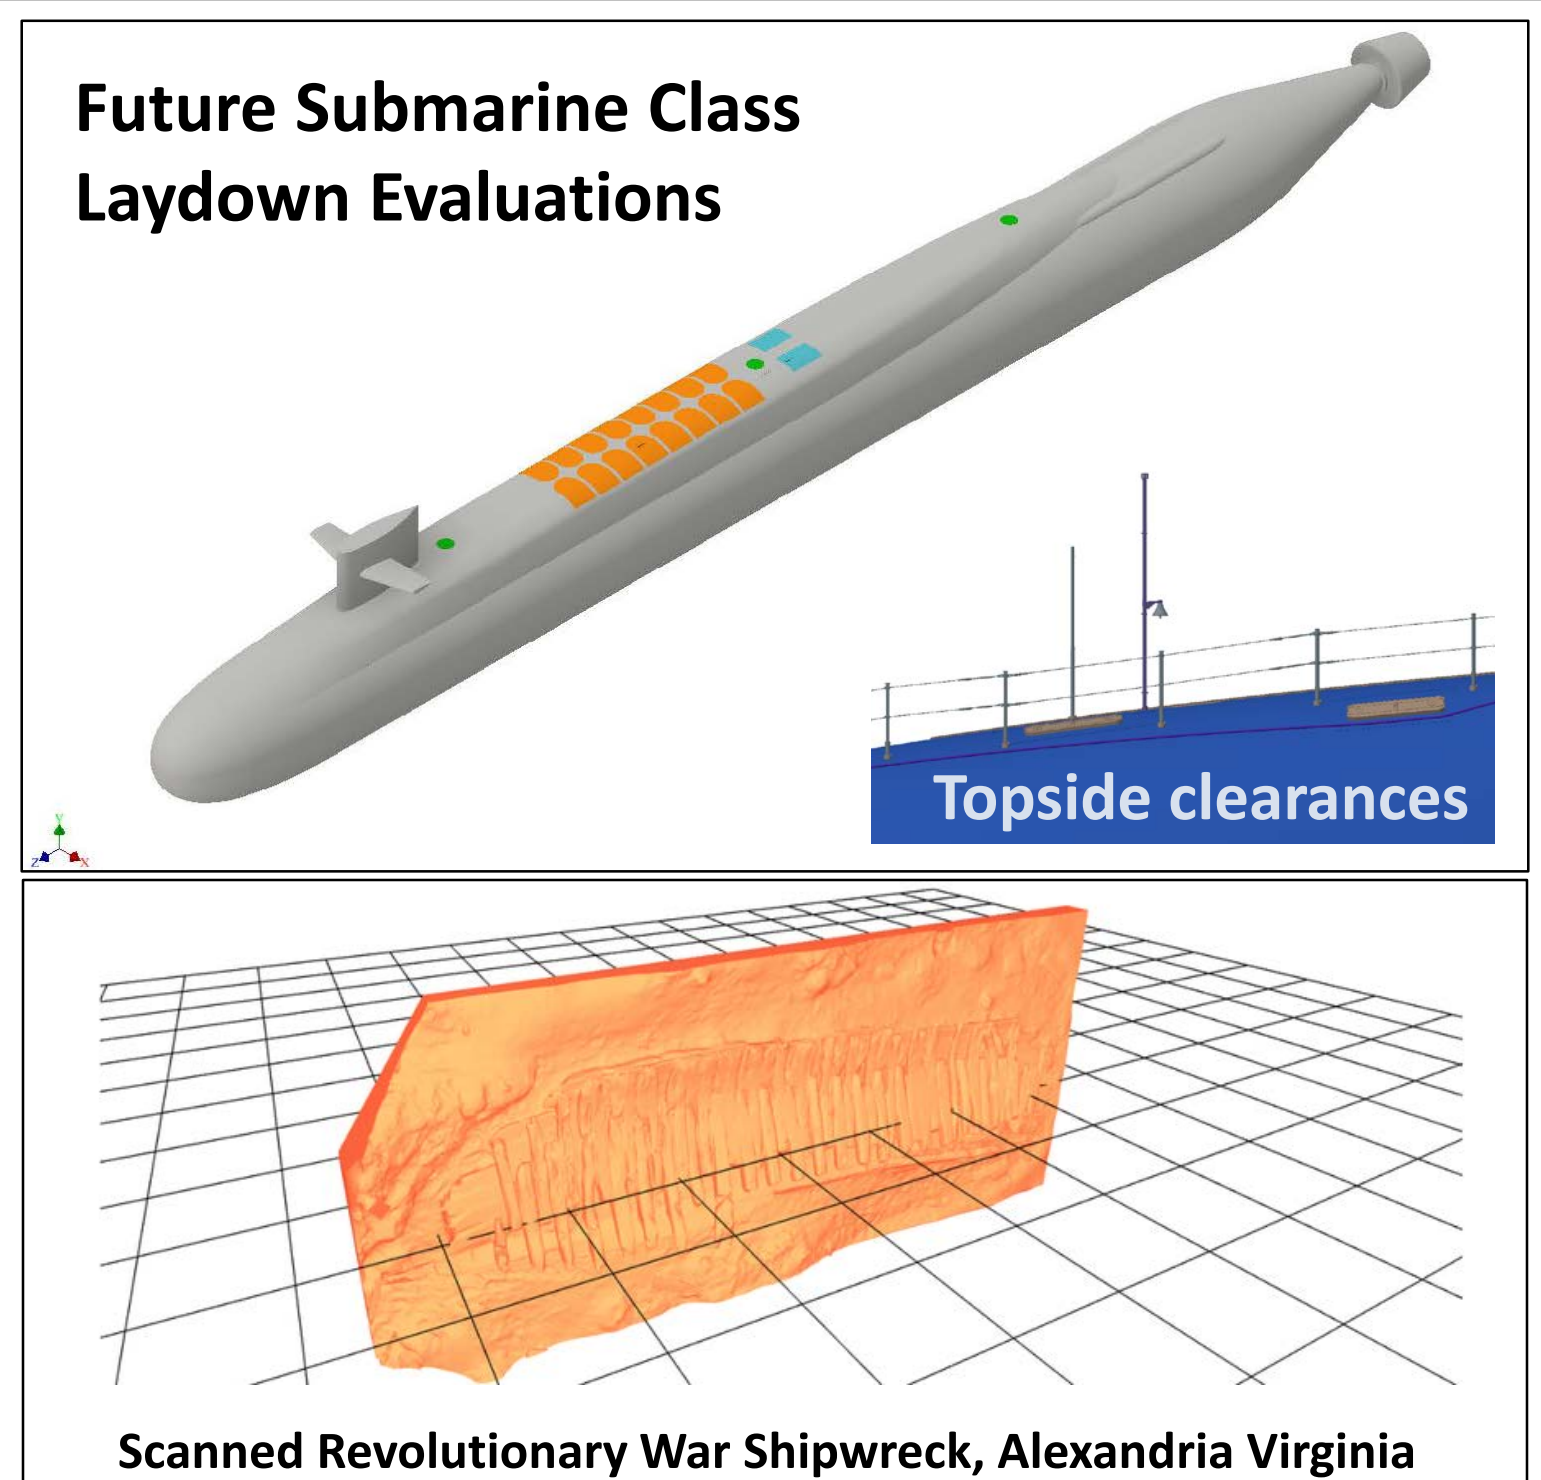 Future Submarine Class
Laydown Evaluations
Topside clearances
Y
Z
X
Scanned Revolutionary War Shipwreck, Alexandria Virginia